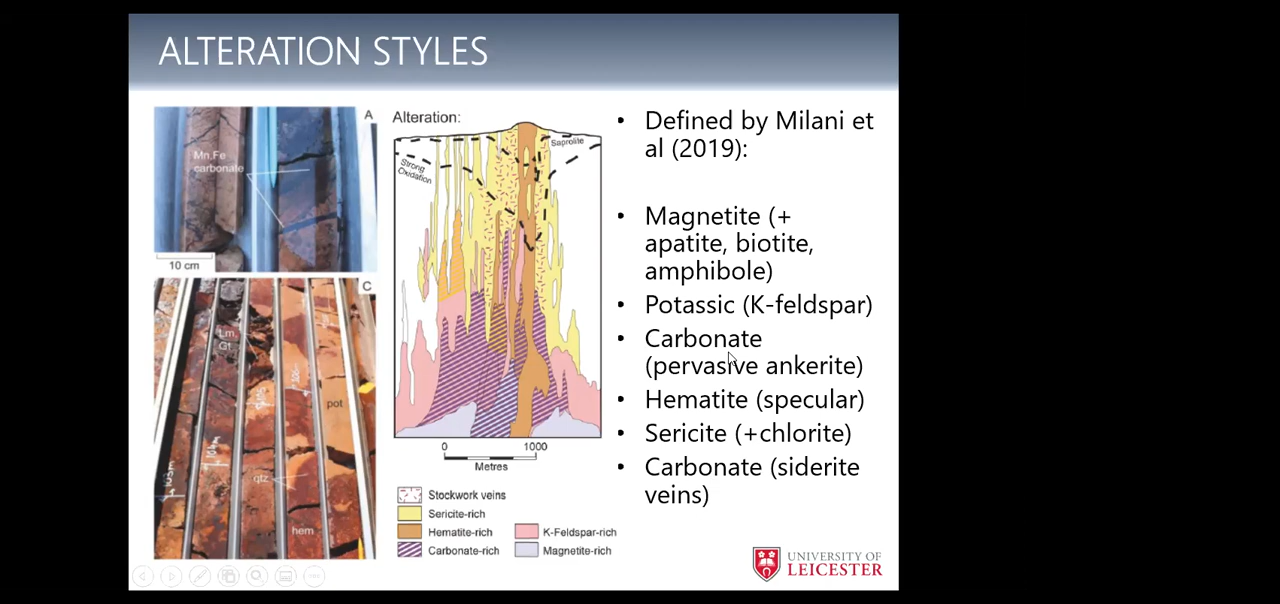 ALTERATION STYLES
A
Mn,Fe
carbonate
10 cm
C
Lm,
Gt
pot
qtz
hem
Alteration:
Saprolite
Strong
Oxidation
0 1000
Metres
Stockwork veins
Sericite-rich
Hematite-rich
Carbonate-rich
K-Feldspar-rich
Magnetite-rich
• Defined by Milani et
al (2019):
• Magnetite (+
apatite, biotite,
amphibole)
• Potassic (K-feldspar)
• Carbonate
(pervasive ankerite)
• Hematite (specular)
• Sericite (+chlorite)
• Carbonate (siderite
veins)
UNIVERSITY OF
LEICESTER